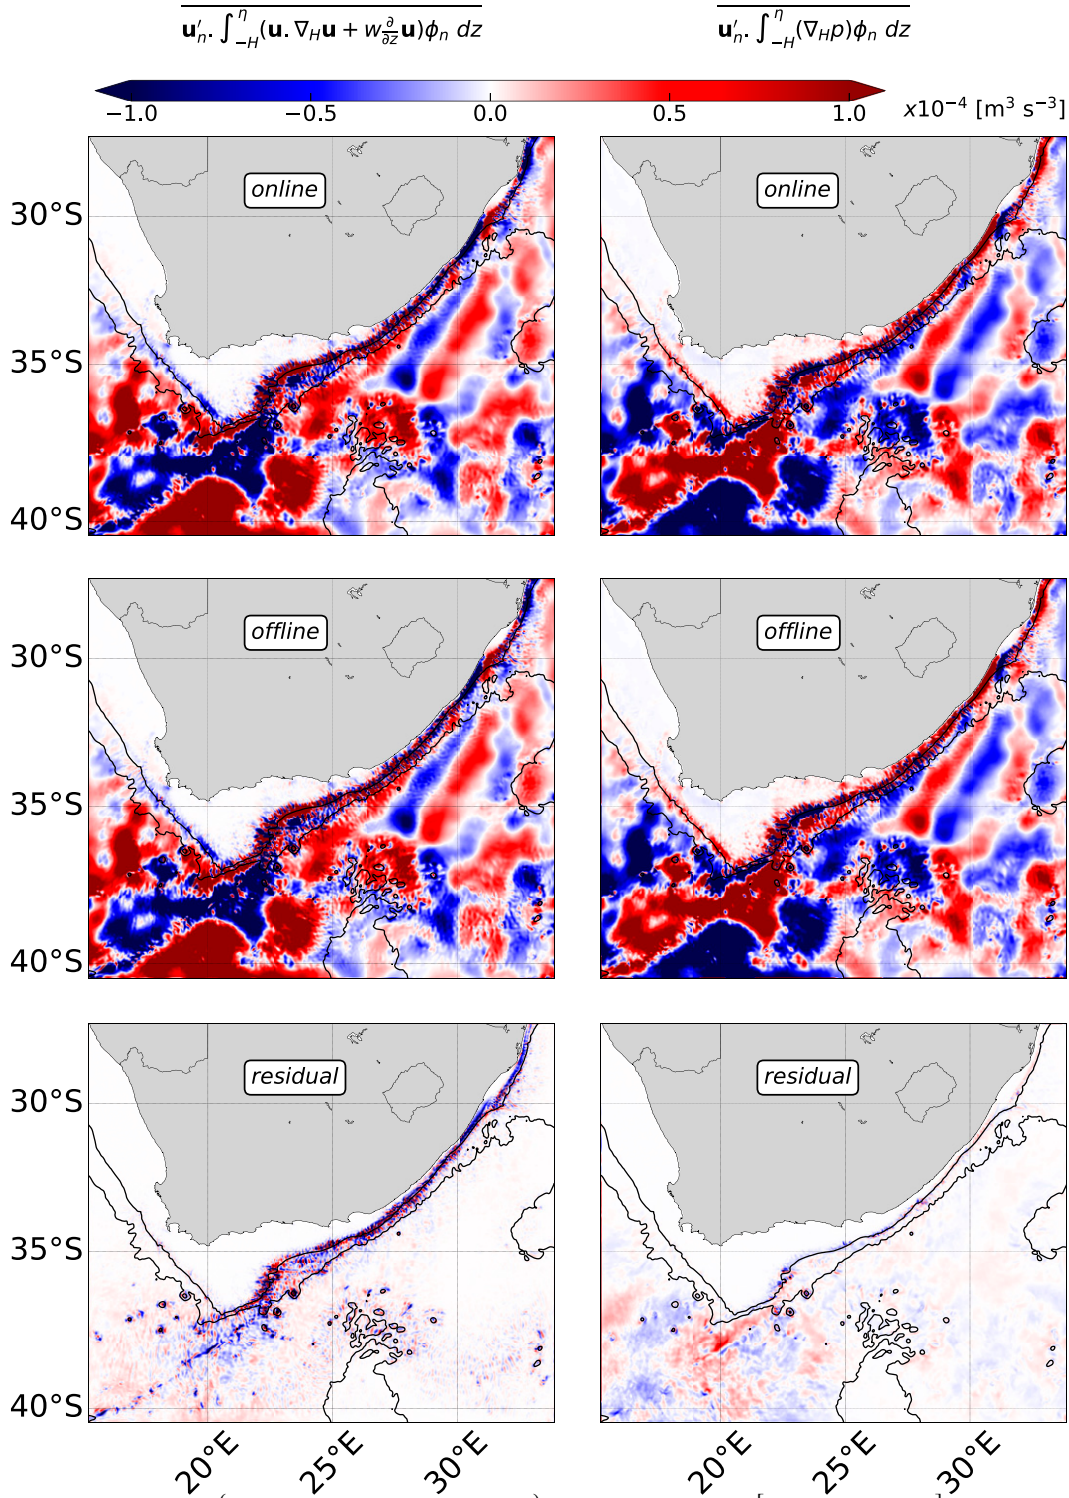 u′ₙ. ∫_{-H}^{η}(u. ∇_H u + w ∂/∂z u)ϕₙ dz u′ₙ. ∫_{-H}^{η}(∇_H p)ϕₙ dz
−1.0 −0.5 0.0 0.5 1.0 x10⁻⁴ [m³ s⁻³]
online online
30°S
35°S
40°S
offline offline
30°S
35°S
40°S
residual residual
30°S
35°S
40°S
20°E 25°E 30°E 20°E 25°E 30°E